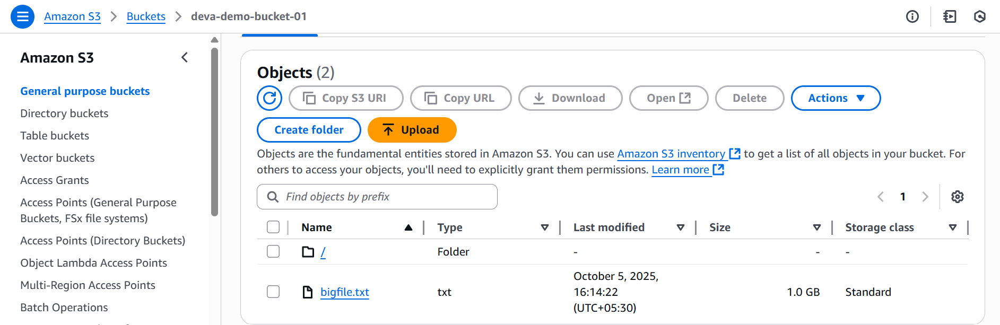 Amazon S3 > Buckets > deva-demo-bucket-01
Amazon S3
General purpose buckets
Directory buckets
Table buckets
Vector buckets
Access Grants
Access Points (General Purpose
Buckets, FSx file systems)
Access Points (Directory Buckets)
Object Lambda Access Points
Multi-Region Access Points
Batch Operations
Objects (2)
Copy S3 URI Copy URL Download Open Delete Actions
Create folder Upload
Objects are the fundamental entities stored in Amazon S3. You can use Amazon S3 inventory to get a list of all objects in your bucket. For
others to access your objects, you'll need to explicitly grant them permissions. Learn more
Find objects by prefix
1
Name Type Last modified Size Storage class
/ Folder - - -
bigfile.txt txt October 5, 2025, 16:14:22 (UTC+05:30) 1.0 GB Standard